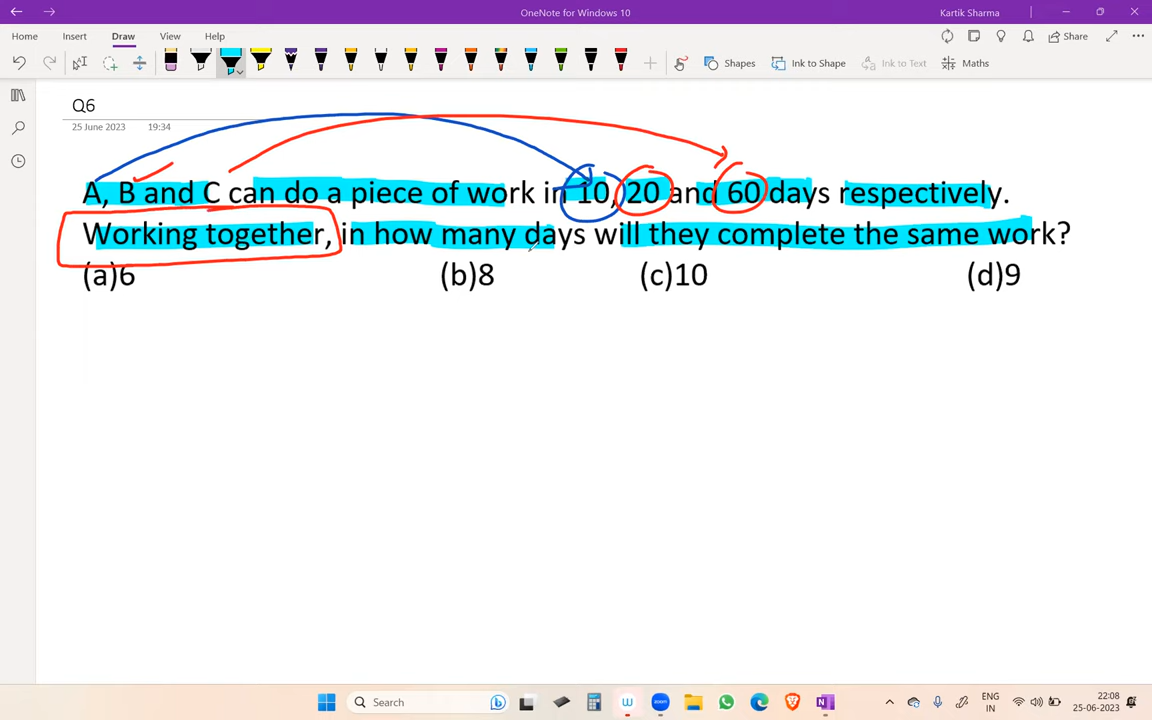 OneNote for Windows 10
Kartik Sharma
Home Insert Draw View Help
Share
Shapes Ink to Shape Ink to Text Maths
Q6
25 June 2023 19:34
A, B and C can do a piece of work in 10, 20 and 60 days respectively.
Working together, in how many days will they complete the same work?
(a)6 (b)8 (c)10 (d)9
Search
ENG
IN
22:08
25-06-2023